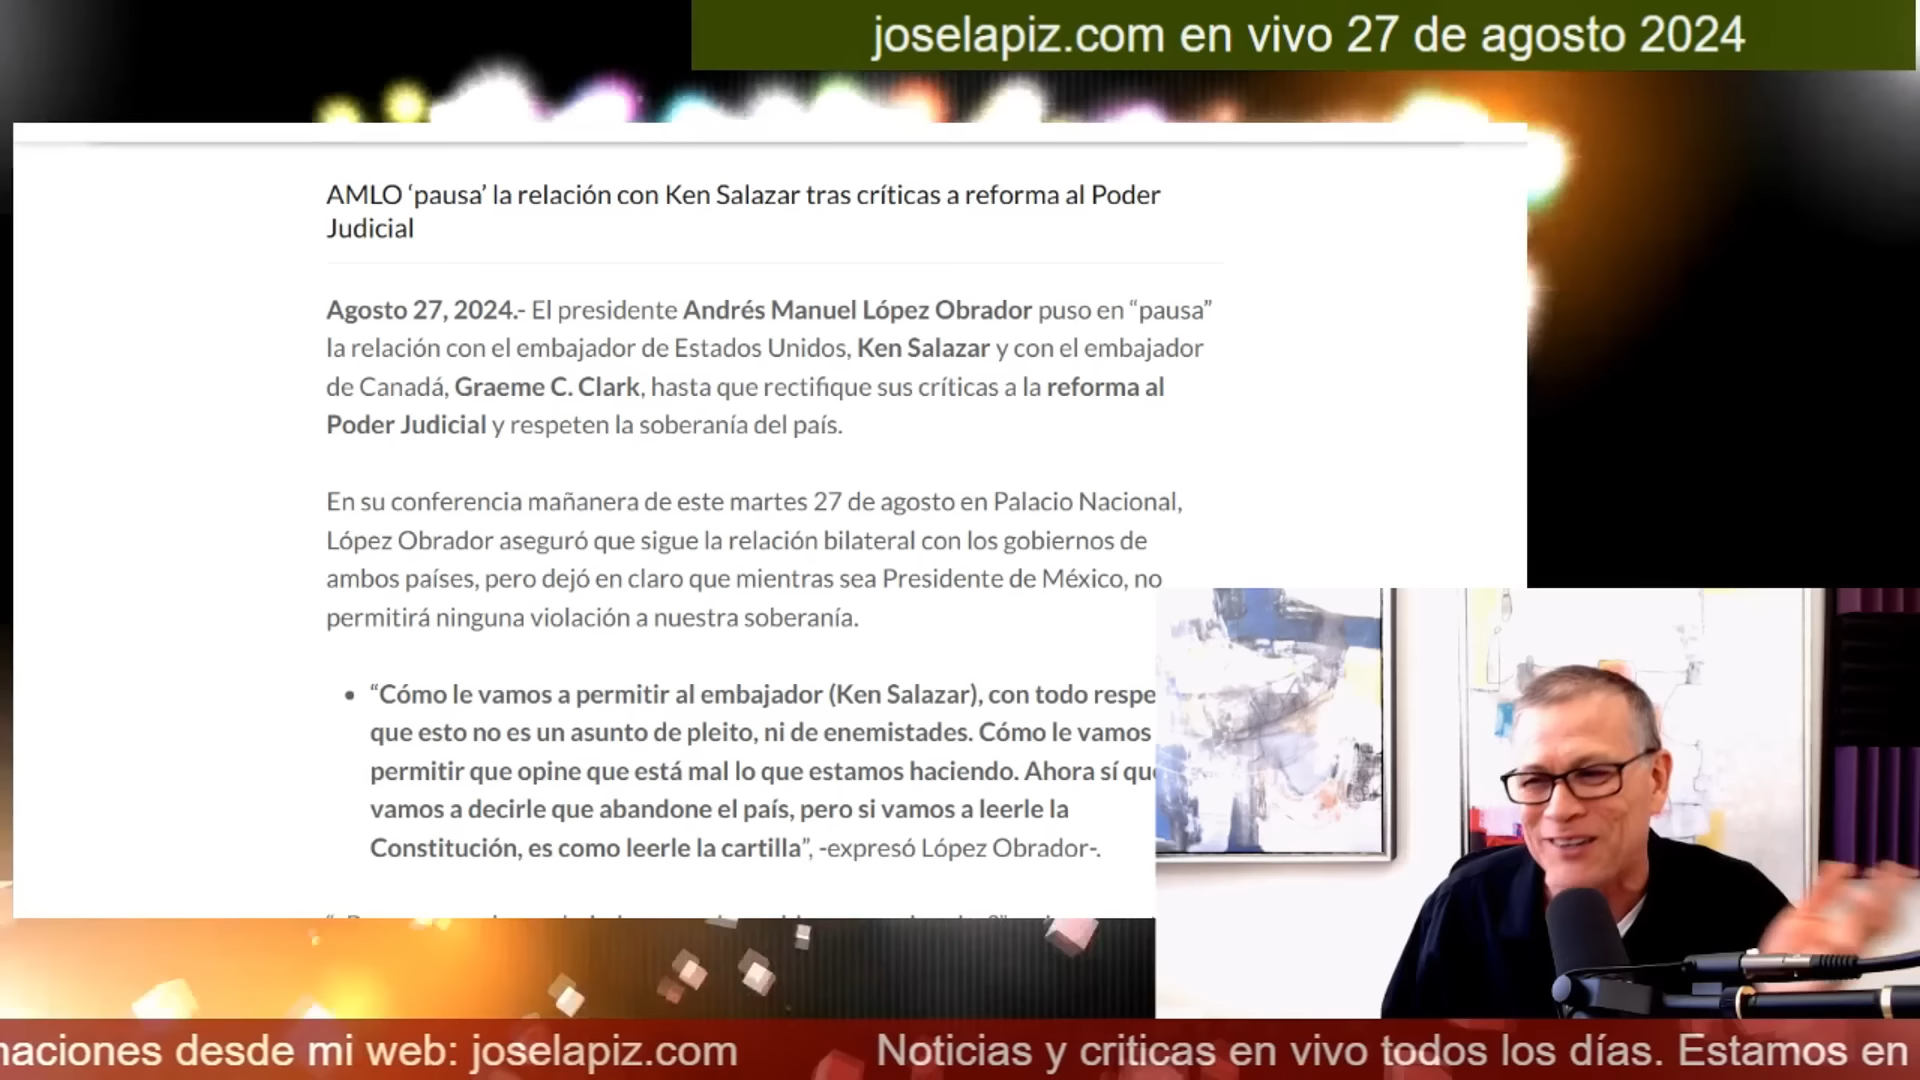 joselapiz.com en vivo 27 de agosto 2024
AMLO ‘pausa’ la relación con Ken Salazar tras críticas a reforma al Poder
Judicial
Agosto 27, 2024.- El presidente Andrés Manuel López Obrador puso en “pausa”
la relación con el embajador de Estados Unidos, Ken Salazar y con el embajador
de Canadá, Graeme C. Clark, hasta que rectifique sus críticas a la reforma al
Poder Judicial y respeten la soberanía del país.
En su conferencia mañanera de este martes 27 de agosto en Palacio Nacional,
López Obrador aseguró que sigue la relación bilateral con los gobiernos de
ambos países, pero dejó en claro que mientras sea Presidente de México, no
permitirá ninguna violación a nuestra soberanía.
• “Cómo le vamos a permitir al embajador (Ken Salazar), con todo respe
que esto no es un asunto de pleito, ni de enemistades. Cómo le vamos
permitir que opine que está mal lo que estamos haciendo. Ahora sí que
vamos a decirle que abandone el país, pero si vamos a leerle la
Constitución, es como leerle la cartilla”, -expresó López Obrador-.
naciones desde mi web: joselapiz.com Noticias y criticas en vivo todos los días. Estamos en